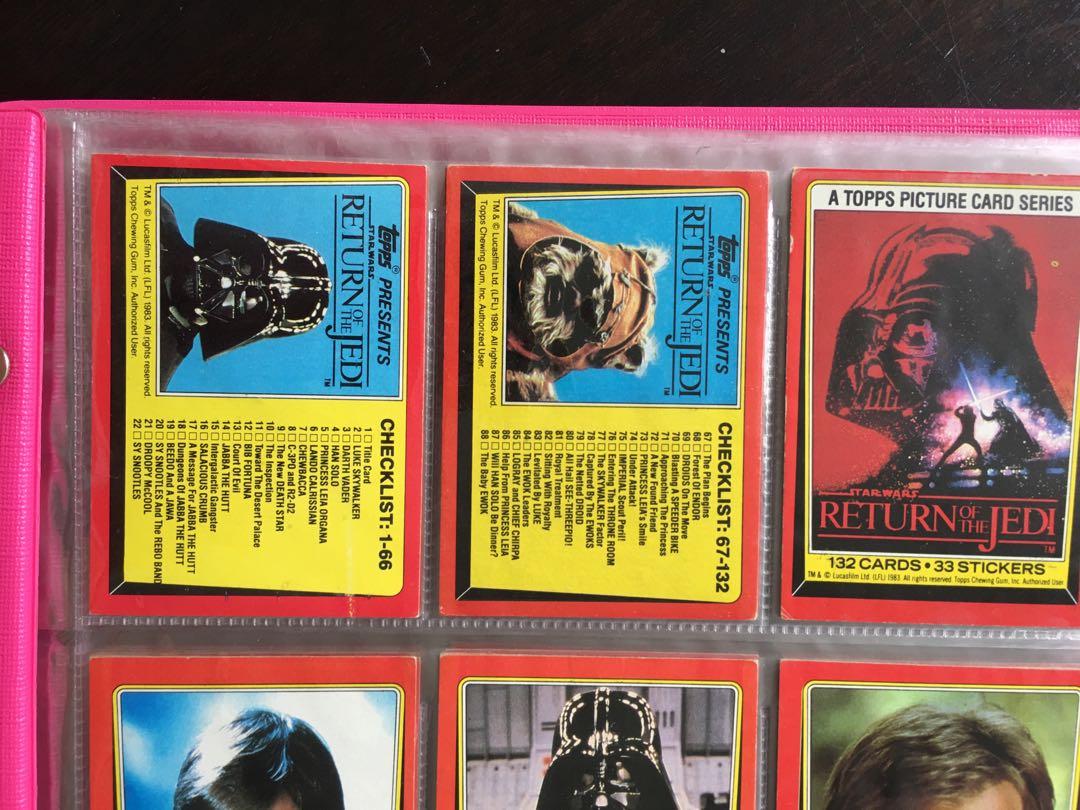 topps® PRESENTS
STAR WARS
RETURN OF THE JEDI
TM
TM & © Lucasfilm Ltd. (LFL) 1983. All rights reserved.
Topps Chewing Gum, Inc. Authorized User.
CHECKLIST: 1-66
1 Title Card
2 LUKE SKYWALKER
3 DARTH VADER
4 HAN SOLO
5 PRINCESS LEIA ORGANA
6 LANDO CALRISSIAN
7 CHEWBACCA
8 C-3PO and R2-D2
9 The New DEATH STAR
10 The Inspection
11 Toward The Desert Palace
12 BIB FORTUNA
13 Court Of Evil
14 JABBA THE HUTT
15 Intergalactic Gangster
16 SALACIOUS CRUMB
17 A Message For JABBA THE HUTT
18 Dungeons Of JABBA THE HUTT
19 BEEDO And A JAWA
20 SY SNOOTLES And The REBO BAND
21 DROOPY McCOOL
22 SY SNOOTLES
topps® PRESENTS
STAR WARS
RETURN OF THE JEDI
TM
TM & © Lucasfilm Ltd. (LFL) 1983. All rights reserved.
Topps Chewing Gum, Inc. Authorized User.
CHECKLIST: 67-132
67 The Plan Begins
68 Forest Of ENDOR
69 DROIDS On The Move
70 Blasting A SPEEDER BIKE
71 Approaching The Princess
72 A New Found Friend
73 PRINCESS LEIA's Smile
74 Under Attack!
75 IMPERIAL Scout Peril!
76 Entering The THRONE ROOM
77 The SKYWALKER Factor
78 Captured By The EWOKS
79 The Netted DROID
80 All Hail SEE-THREEPIO!
81 Royal Treatment
82 Sitting With Royalty
83 Levitated By LUKE
84 The EWOK Leaders
85 LOGRAY and CHIEF CHIRPA
86 Help From PRINCESS LEIA
87 Will HAN SOLO Be Dinner?
88 The Baby EWOK
A TOPPS PICTURE CARD SERIES
STAR WARS
RETURN OF THE JEDI
TM
132 CARDS • 33 STICKERS
TM & © Lucasfilm Ltd. (LFL) 1983 All rights reserved. Topps Chewing Gum, Inc. Authorized User